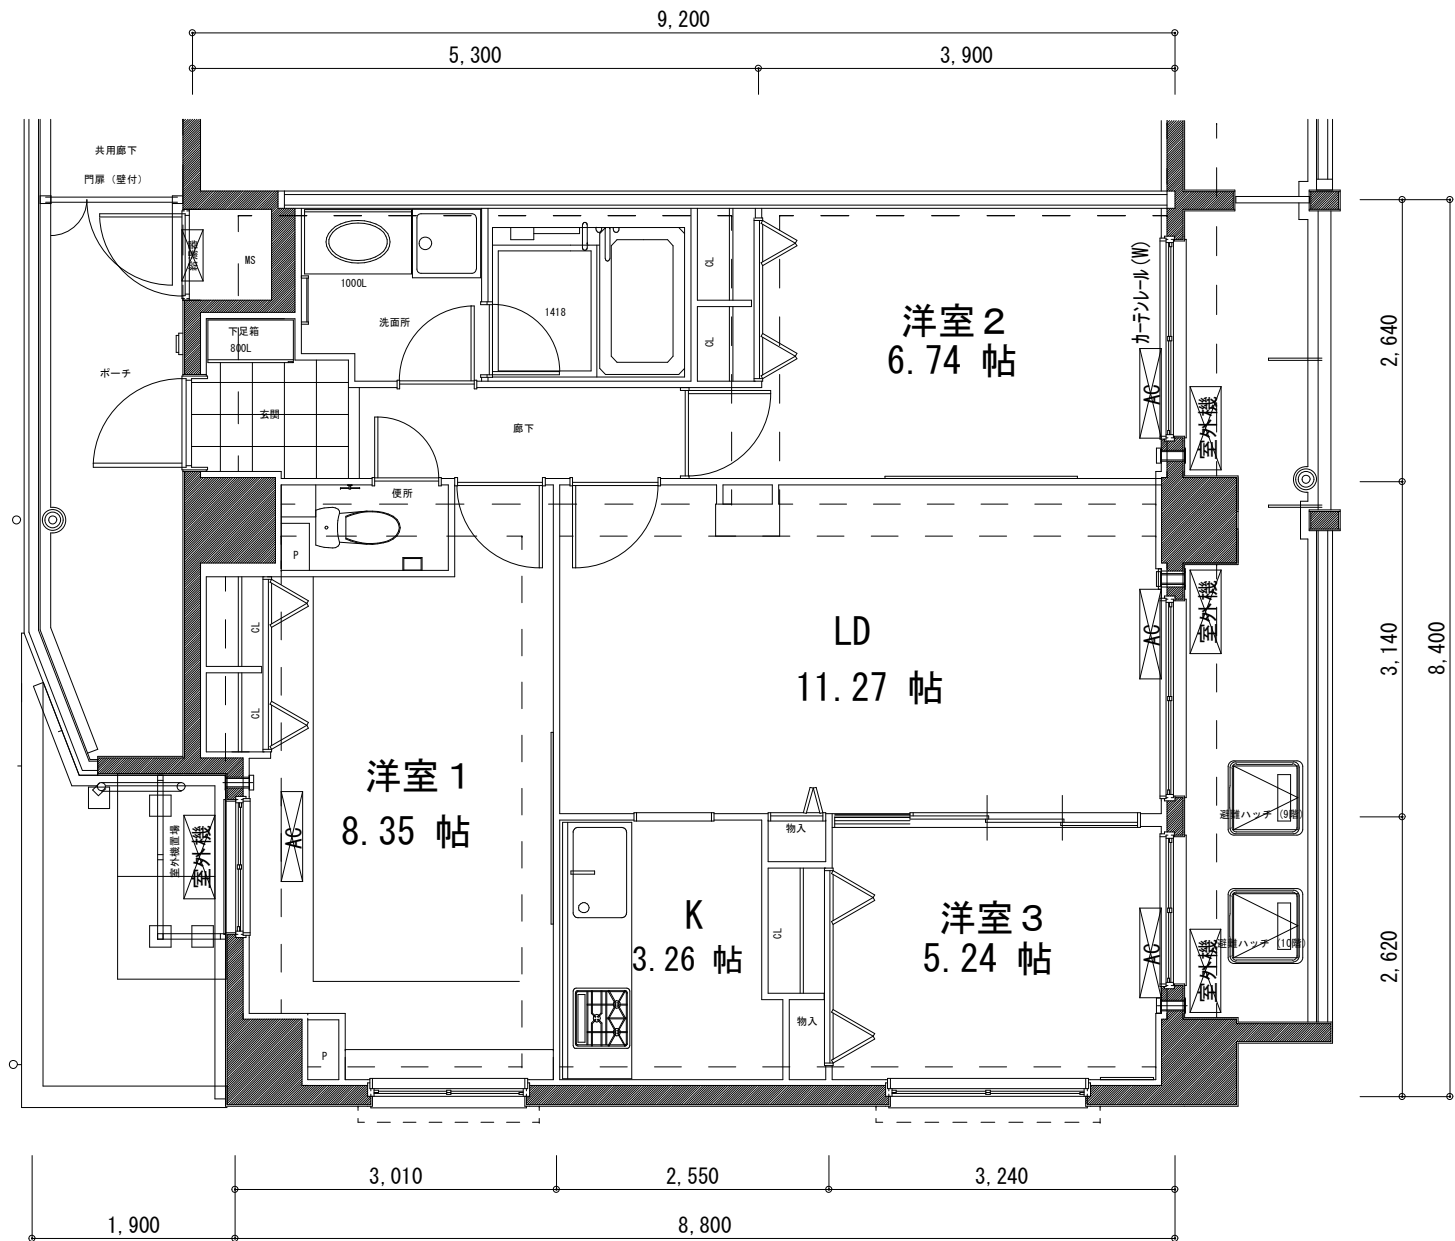 9,200
5,300
3,900
共用廊下
門扉（壁付）
給湯器
MS
1000L
洗面所
1418
CL
CL
カーテンレール(W)
洋室２
6.74 帖
AC
室外機
2,640
下足箱
800L
ポーチ
玄関
廊下
便所
P
CL
CL
LD
11.27 帖
AC
室外機
3,140
8,400
洋室１
8.35 帖
AC
室外機
室外機置場
物入
避難ハッチ (9階)
K
3.26 帖
CL
洋室３
5.24 帖
AC
室外機
避難ハッチ (10階)
2,620
物入
P
3,010
2,550
3,240
1,900
8,800